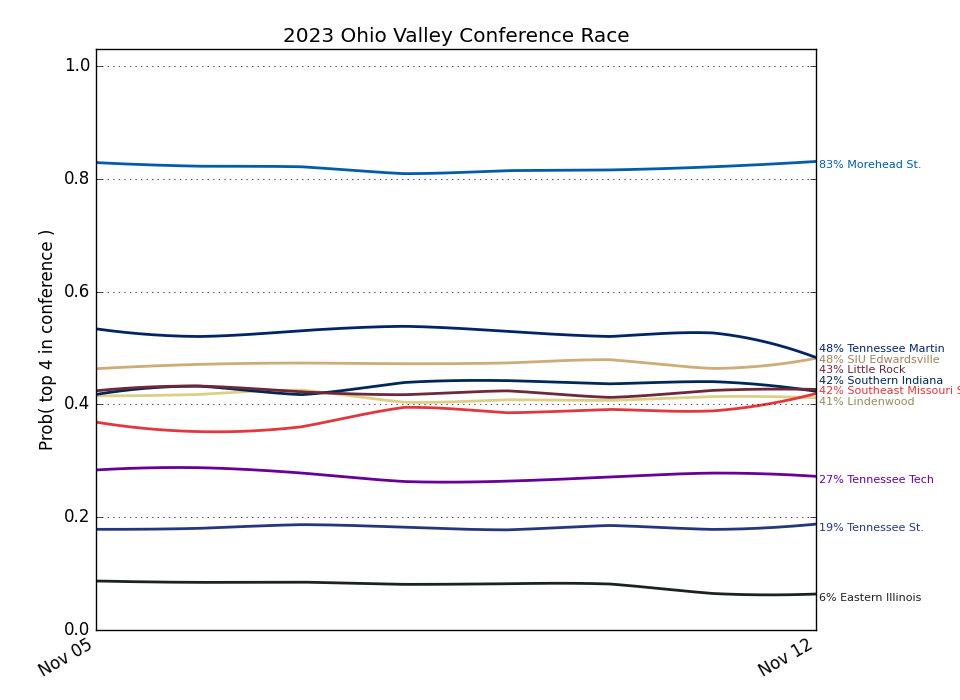 2023 Ohio Valley Conference Race
Prob( top 4 in conference )
1.0
0.8
0.6
0.4
0.2
0.0
Nov 05
Nov 12
83% Morehead St.
48% Tennessee Martin
48% SIU Edwardsville
43% Little Rock
42% Southern Indiana
42% Southeast Missouri S
41% Lindenwood
27% Tennessee Tech
19% Tennessee St.
6% Eastern Illinois